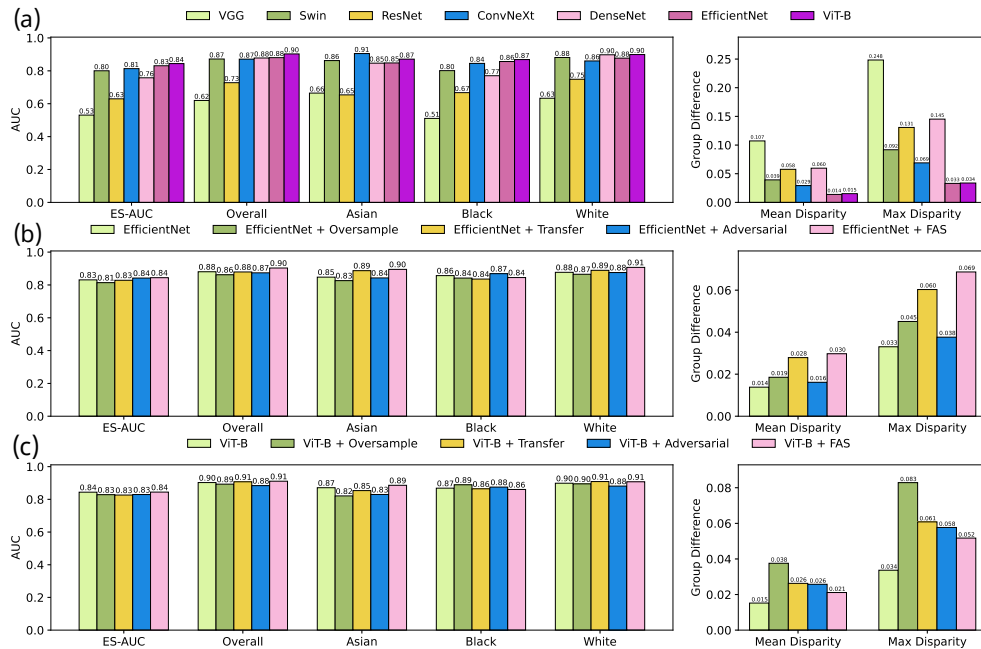 VGG Swin ResNet ConvNeXt DenseNet EfficientNet ViT-B
(a)
1.0
0.8
0.6
0.4
0.2
0.0
AUC
0.53 0.80 0.63 0.81 0.76 0.83 0.84
0.62 0.87 0.73 0.87 0.88 0.88 0.90
0.66 0.86 0.65 0.91 0.85 0.85 0.87
0.51 0.80 0.67 0.84 0.77 0.86 0.87
0.63 0.88 0.75 0.86 0.90 0.88 0.90
ES-AUC Overall Asian Black White
0.25
0.20
0.15
0.10
0.05
0.00
Group Difference
0.107 0.039 0.058 0.029 0.060 0.014 0.015
0.248 0.092 0.131 0.069 0.145 0.033 0.034
Mean Disparity Max Disparity
(b)
EfficientNet EfficientNet + Oversample EfficientNet + Transfer EfficientNet + Adversarial EfficientNet + FAS
1.0
0.8
0.6
0.4
0.2
0.0
AUC
0.83 0.81 0.83 0.84 0.84
0.88 0.86 0.88 0.87 0.90
0.85 0.83 0.89 0.84 0.90
0.86 0.84 0.84 0.87 0.84
0.88 0.87 0.89 0.88 0.91
ES-AUC Overall Asian Black White
0.06
0.04
0.02
0.00
Group Difference
0.014 0.019 0.028 0.016 0.030
0.033 0.045 0.060 0.038 0.069
Mean Disparity Max Disparity
(c)
ViT-B ViT-B + Oversample ViT-B + Transfer ViT-B + Adversarial ViT-B + FAS
1.0
0.8
0.6
0.4
0.2
0.0
AUC
0.84 0.83 0.83 0.83 0.84
0.90 0.89 0.91 0.88 0.91
0.87 0.82 0.85 0.83 0.89
0.87 0.89 0.86 0.88 0.86
0.90 0.90 0.91 0.88 0.91
ES-AUC Overall Asian Black White
0.08
0.06
0.04
0.02
0.00
Group Difference
0.015 0.038 0.026 0.026 0.021
0.034 0.083 0.061 0.058 0.052
Mean Disparity Max Disparity